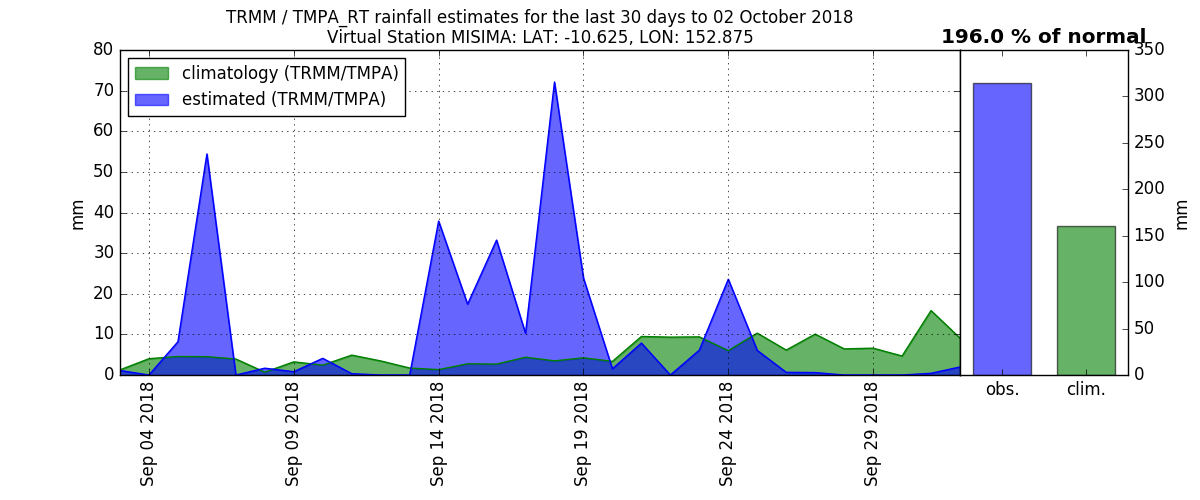 TRMM / TMPA_RT rainfall estimates for the last 30 days to 02 October 2018
Virtual Station MISIMA: LAT: -10.625, LON: 152.875
196.0 % of normal
climatology (TRMM/TMPA)
estimated (TRMM/TMPA)
mm
80
70
60
50
40
30
20
10
0
Sep 04 2018
Sep 09 2018
Sep 14 2018
Sep 19 2018
Sep 24 2018
Sep 29 2018
350
300
250
200
150
100
50
0
mm
obs.
clim.